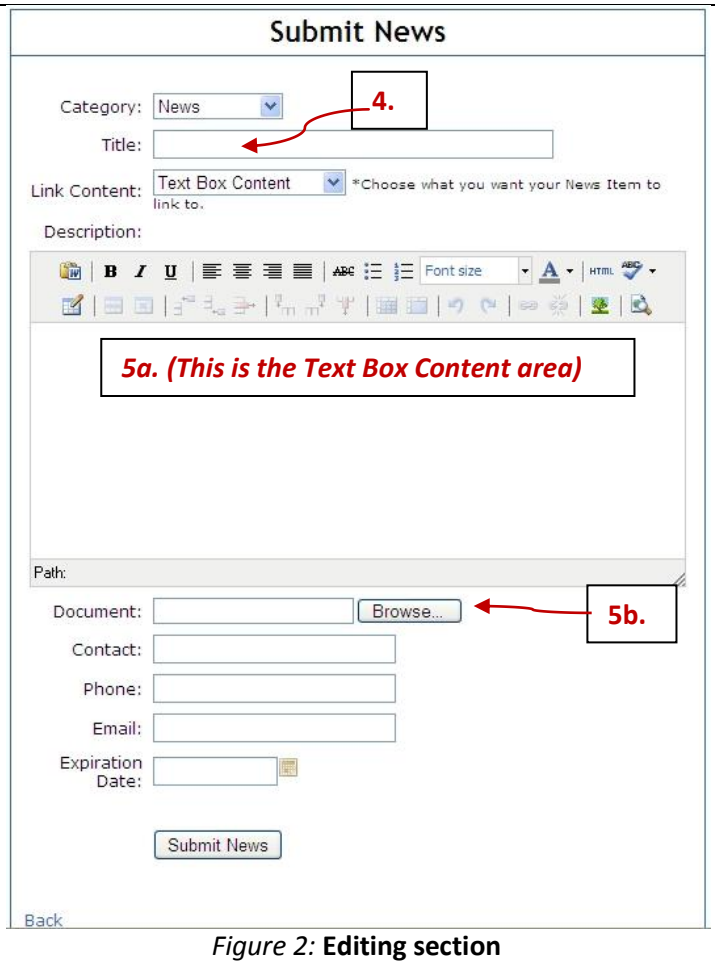 Submit News
Category: News 4.
Title:
Link Content: Text Box Content *Choose what you want your News Item to
link to.
Description:
B I U ABC Font size A HTML ABC
5a. (This is the Text Box Content area)
Path:
Document: Browse... 5b.
Contact:
Phone:
Email:
Expiration
Date:
Submit News
Back
Figure 2: Editing section